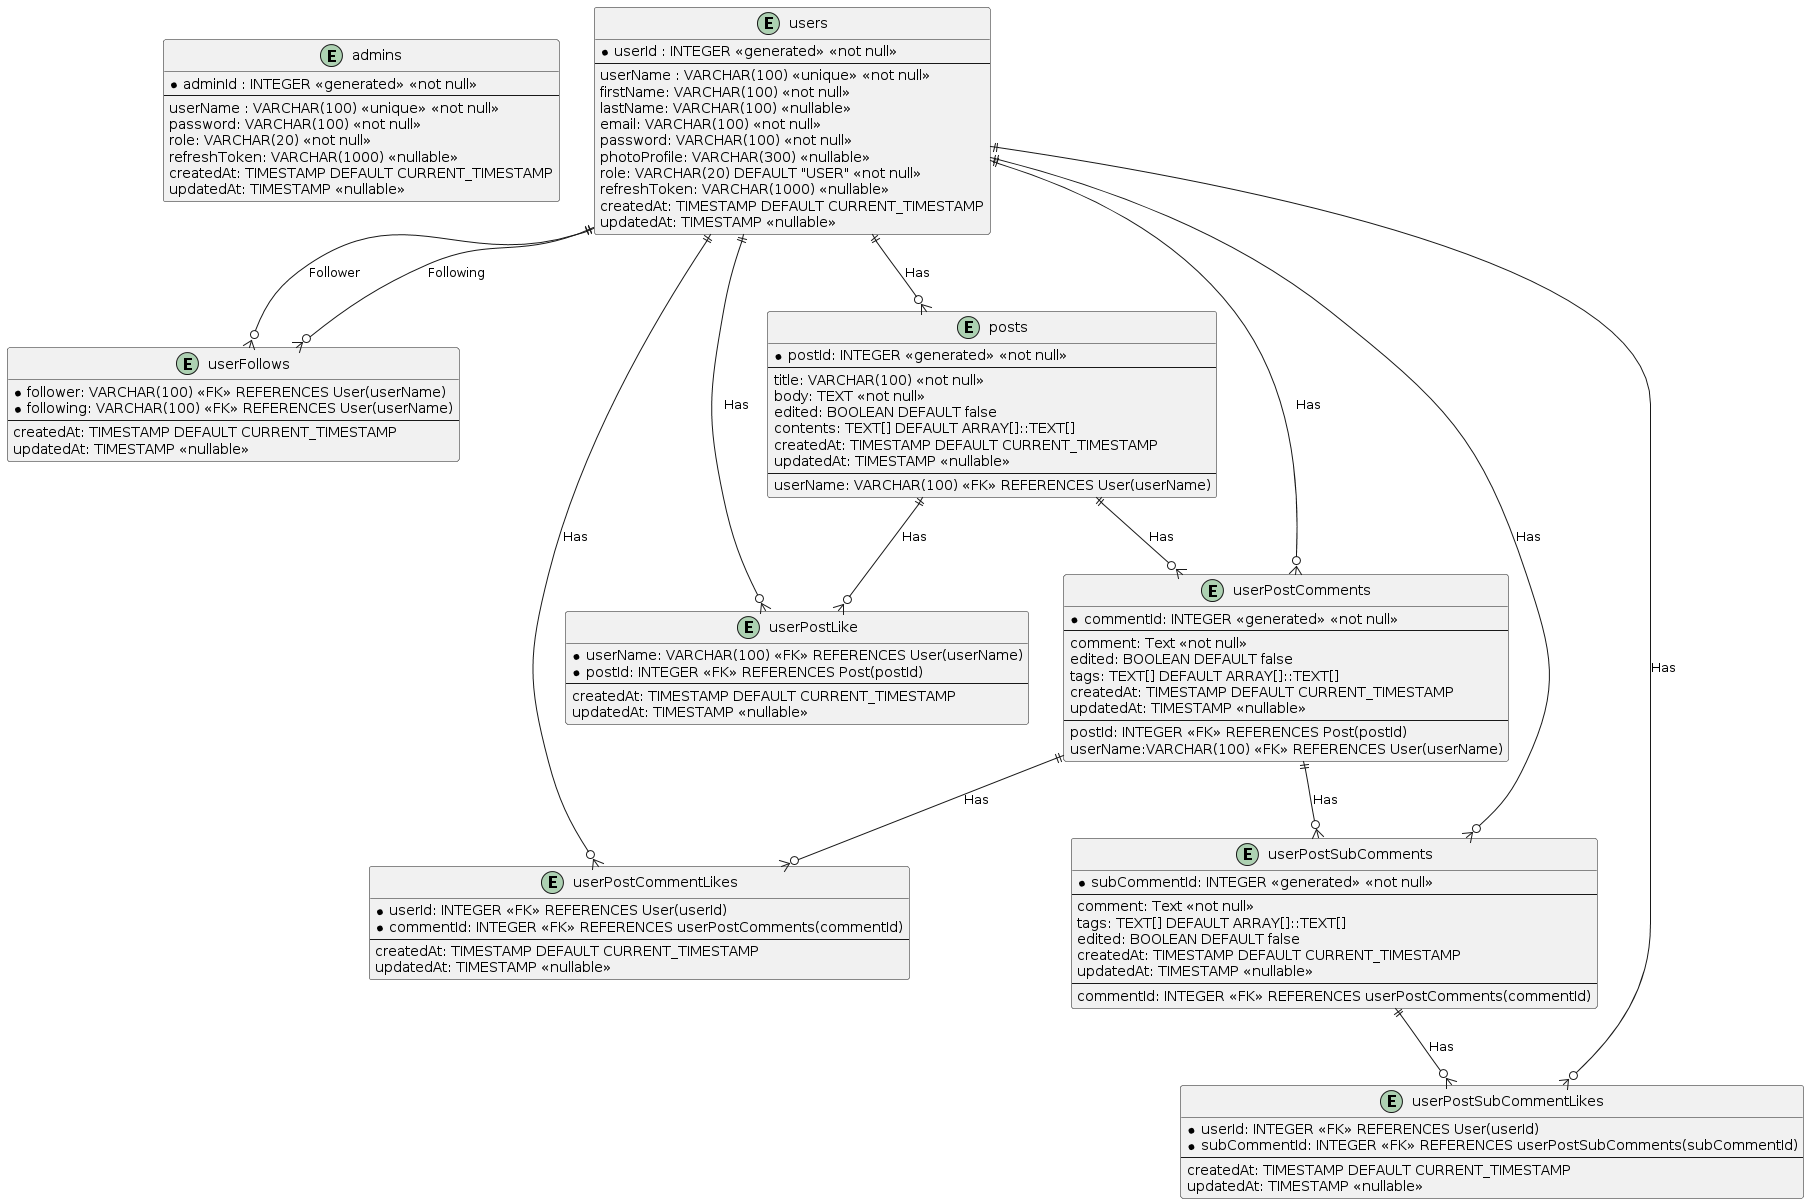 E users
* userId : INTEGER «generated» «not null»
userName : VARCHAR(100) «unique» «not null»
firstName: VARCHAR(100) «not null»
lastName: VARCHAR(100) «nullable»
email: VARCHAR(100) «not null»
password: VARCHAR(100) «not null»
photoProfile: VARCHAR(300) «nullable»
role: VARCHAR(20) DEFAULT "USER" «not null»
refreshToken: VARCHAR(1000) «nullable»
createdAt: TIMESTAMP DEFAULT CURRENT_TIMESTAMP
updatedAt: TIMESTAMP «nullable»
E admins
* adminId : INTEGER «generated» «not null»
userName : VARCHAR(100) «unique» «not null»
password: VARCHAR(100) «not null»
role: VARCHAR(20) «not null»
refreshToken: VARCHAR(1000) «nullable»
createdAt: TIMESTAMP DEFAULT CURRENT_TIMESTAMP
updatedAt: TIMESTAMP «nullable»
Follower
Following
Has
E userFollows
* follower: VARCHAR(100) «FK» REFERENCES User(userName)
* following: VARCHAR(100) «FK» REFERENCES User(userName)
createdAt: TIMESTAMP DEFAULT CURRENT_TIMESTAMP
updatedAt: TIMESTAMP «nullable»
E posts
* postId: INTEGER «generated» «not null»
title: VARCHAR(100) «not null»
body: TEXT «not null»
edited: BOOLEAN DEFAULT false
contents: TEXT[] DEFAULT ARRAY[]::TEXT[]
createdAt: TIMESTAMP DEFAULT CURRENT_TIMESTAMP
updatedAt: TIMESTAMP «nullable»
userName: VARCHAR(100) «FK» REFERENCES User(userName)
Has
Has
Has
Has
Has
Has
E userPostLike
* userName: VARCHAR(100) «FK» REFERENCES User(userName)
* postId: INTEGER «FK» REFERENCES Post(postId)
createdAt: TIMESTAMP DEFAULT CURRENT_TIMESTAMP
updatedAt: TIMESTAMP «nullable»
E userPostComments
* commentId: INTEGER «generated» «not null»
comment: Text «not null»
edited: BOOLEAN DEFAULT false
tags: TEXT[] DEFAULT ARRAY[]::TEXT[]
createdAt: TIMESTAMP DEFAULT CURRENT_TIMESTAMP
updatedAt: TIMESTAMP «nullable»
postId: INTEGER «FK» REFERENCES Post(postId)
userName:VARCHAR(100) «FK» REFERENCES User(userName)
Has
Has
Has
E userPostCommentLikes
* userId: INTEGER «FK» REFERENCES User(userId)
* commentId: INTEGER «FK» REFERENCES userPostComments(commentId)
createdAt: TIMESTAMP DEFAULT CURRENT_TIMESTAMP
updatedAt: TIMESTAMP «nullable»
E userPostSubComments
* subCommentId: INTEGER «generated» «not null»
comment: Text «not null»
tags: TEXT[] DEFAULT ARRAY[]::TEXT[]
edited: BOOLEAN DEFAULT false
createdAt: TIMESTAMP DEFAULT CURRENT_TIMESTAMP
updatedAt: TIMESTAMP «nullable»
commentId: INTEGER «FK» REFERENCES userPostComments(commentId)
Has
E userPostSubCommentLikes
* userId: INTEGER «FK» REFERENCES User(userId)
* subCommentId: INTEGER «FK» REFERENCES userPostSubComments(subCommentId)
createdAt: TIMESTAMP DEFAULT CURRENT_TIMESTAMP
updatedAt: TIMESTAMP «nullable»